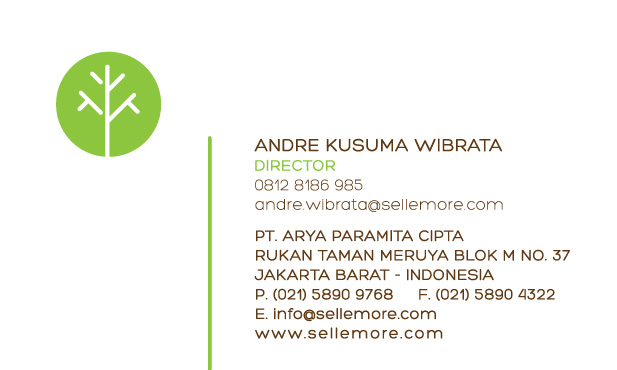 ANDRE KUSUMA WIBRATA
DIRECTOR
0812 8186 985
andre.wibrata@sellemore.com
PT. ARYA PARAMITA CIPTA
RUKAN TAMAN MERUYA BLOK M NO. 37
JAKARTA BARAT - INDONESIA
P. (021) 5890 9768 F. (021) 5890 4322
E. info@sellemore.com
www.sellemore.com